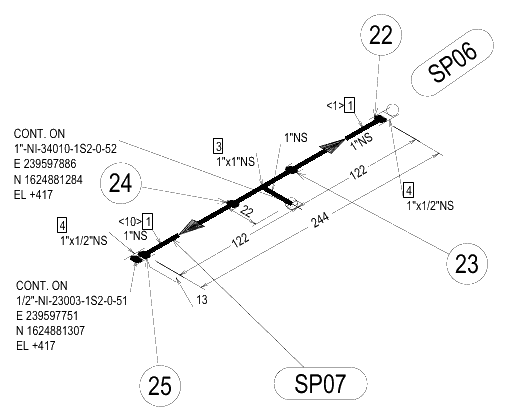 22
SP06
<1> 1
1"NS
CONT. ON
1"-NI-34010-1S2-0-52
E 239597886
N 1624881284
EL +417
3
1"x1"NS
1"NS
24
22
122
122
244
4
1"x1/2"NS
4
1"x1/2"NS
<10> 1
1"NS
23
13
CONT. ON
1/2"-NI-23003-1S2-0-51
E 239597751
N 1624881307
EL +417
25
SP07